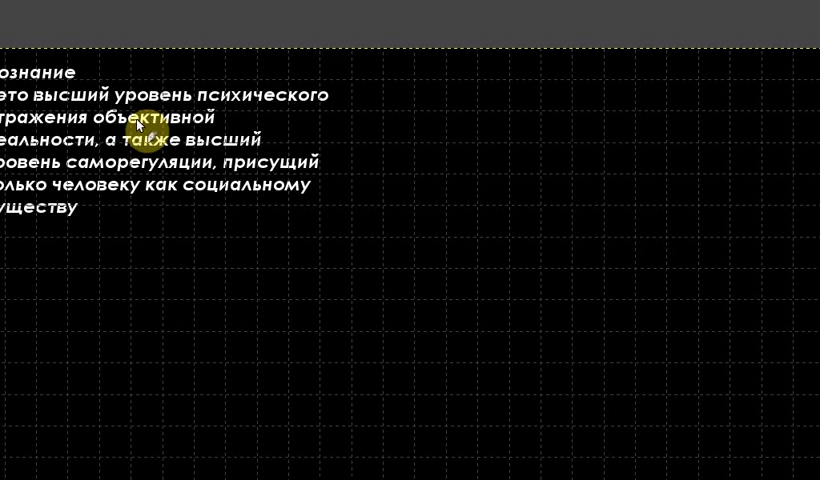 ознание
это высший уровень психического
тражения объективной
еальности, а также высший
ровень саморегуляции, присущий
олько человеку как социальному
уществу